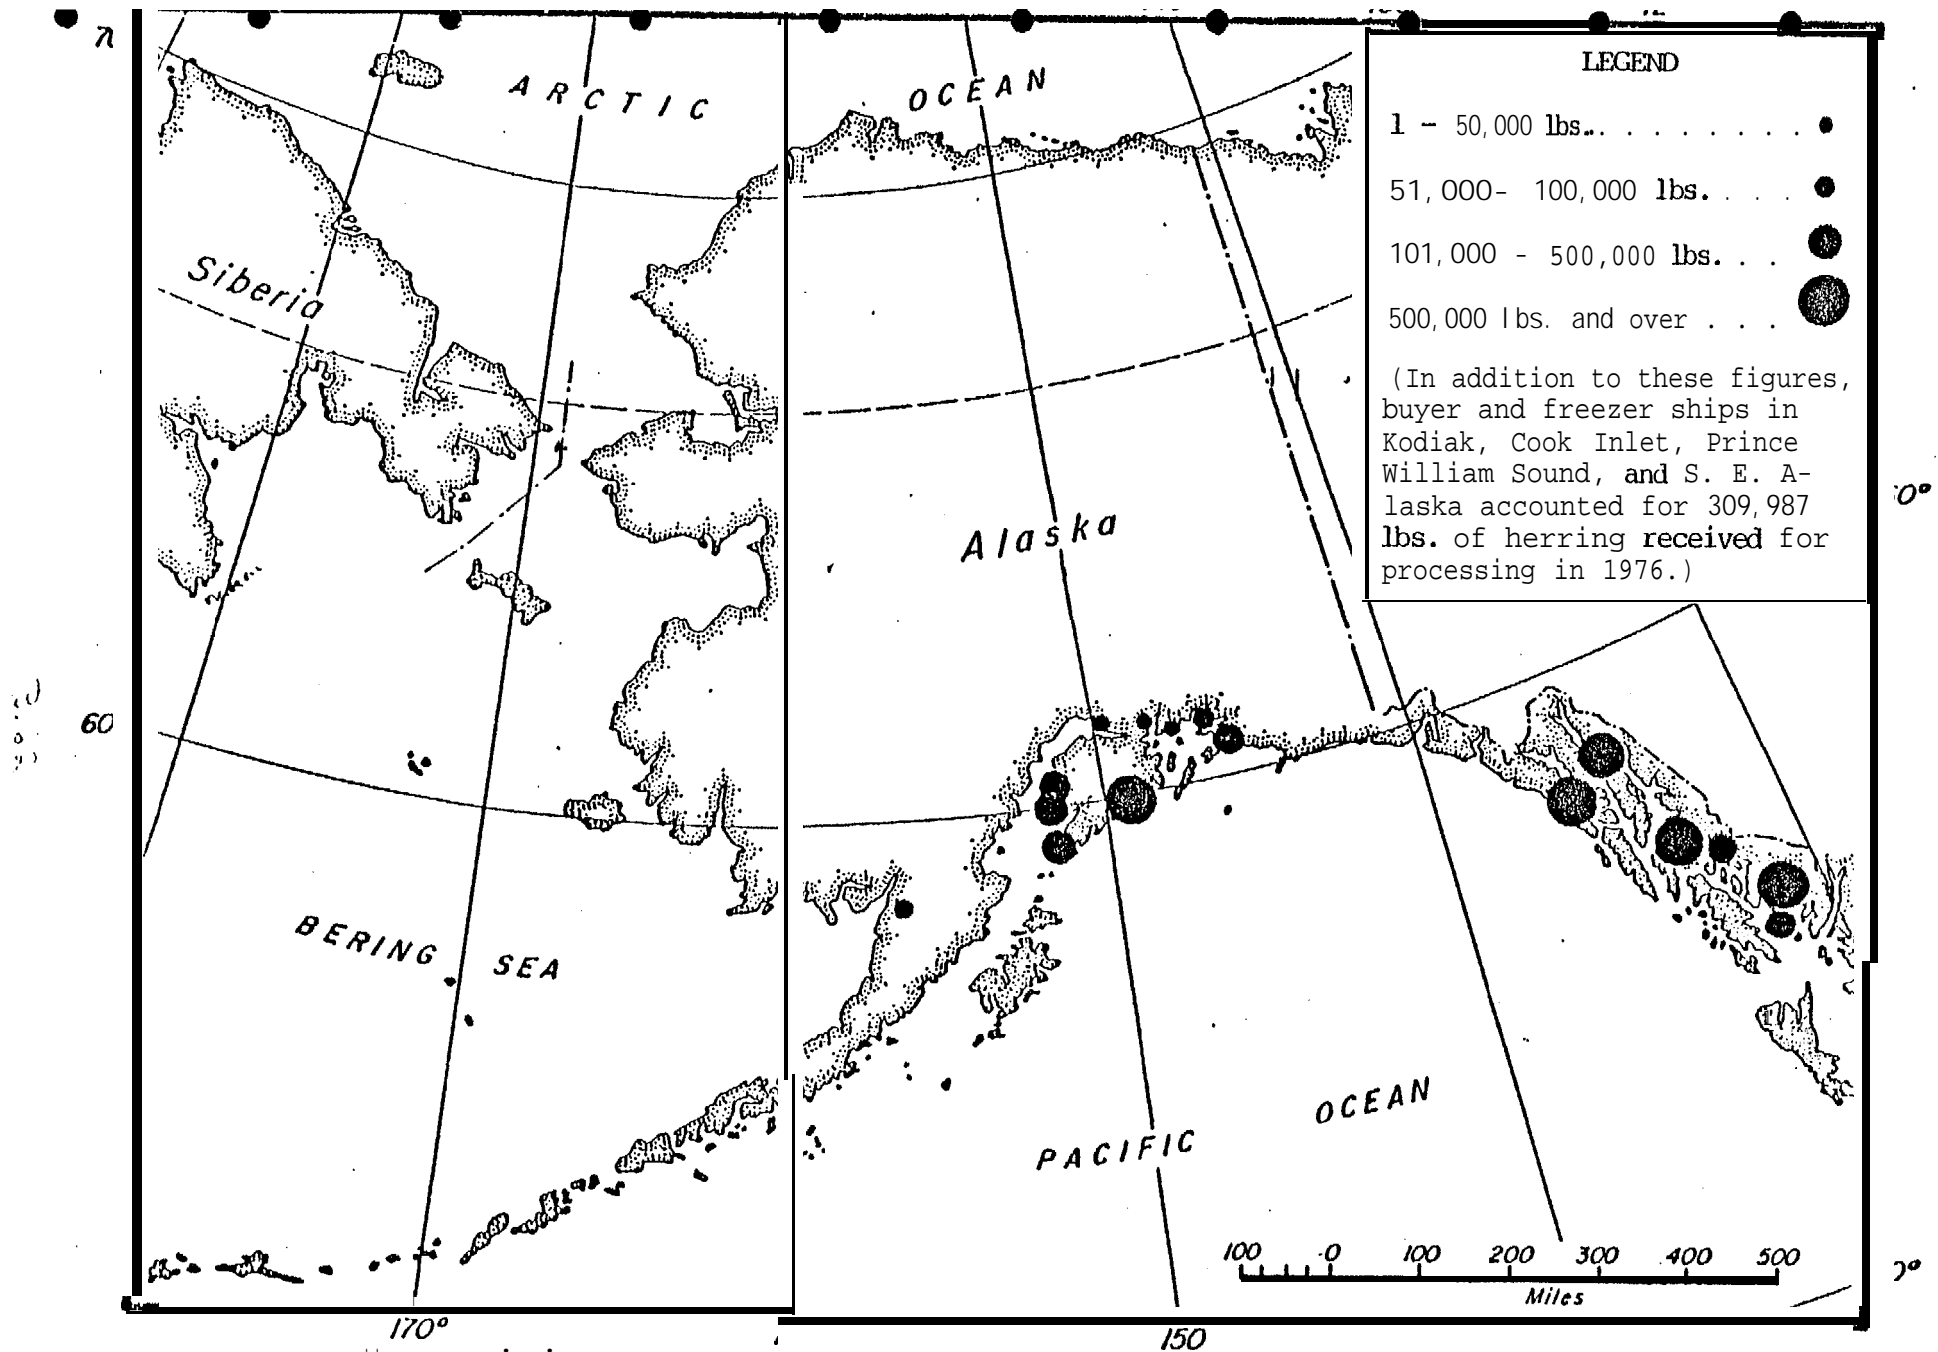 ARCTIC OCEAN
LEGEND
1 - 50,000 lbs.. . . . . . . . . .
51,000- 100,000 lbs. . . . .
101,000 - 500,000 lbs. . . .
500,000 lbs. and over . . .
(In addition to these figures,
buyer and freezer ships in
Kodiak, Cook Inlet, Prince
William Sound, and S. E. A-
laska accounted for 309,987
lbs. of herring received for
processing in 1976.)
Siberia
Alaska
60
BERING SEA
PACIFIC OCEAN
100 0 100 200 300 400 500
Miles
170°
150